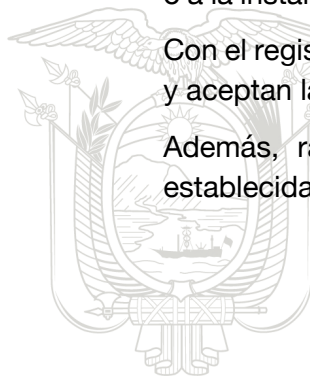 Con el regis
y aceptan la
Además, ra
establecida